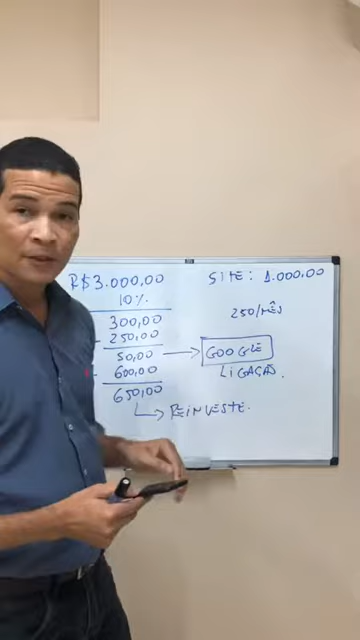 R$3.000,00
10%
300,00
- 250,00
50,00
600,00
650,00
REINVESTE.
SITE: 1.000,00
250/MÊS
GOOGLE
LIGAÇÃO.